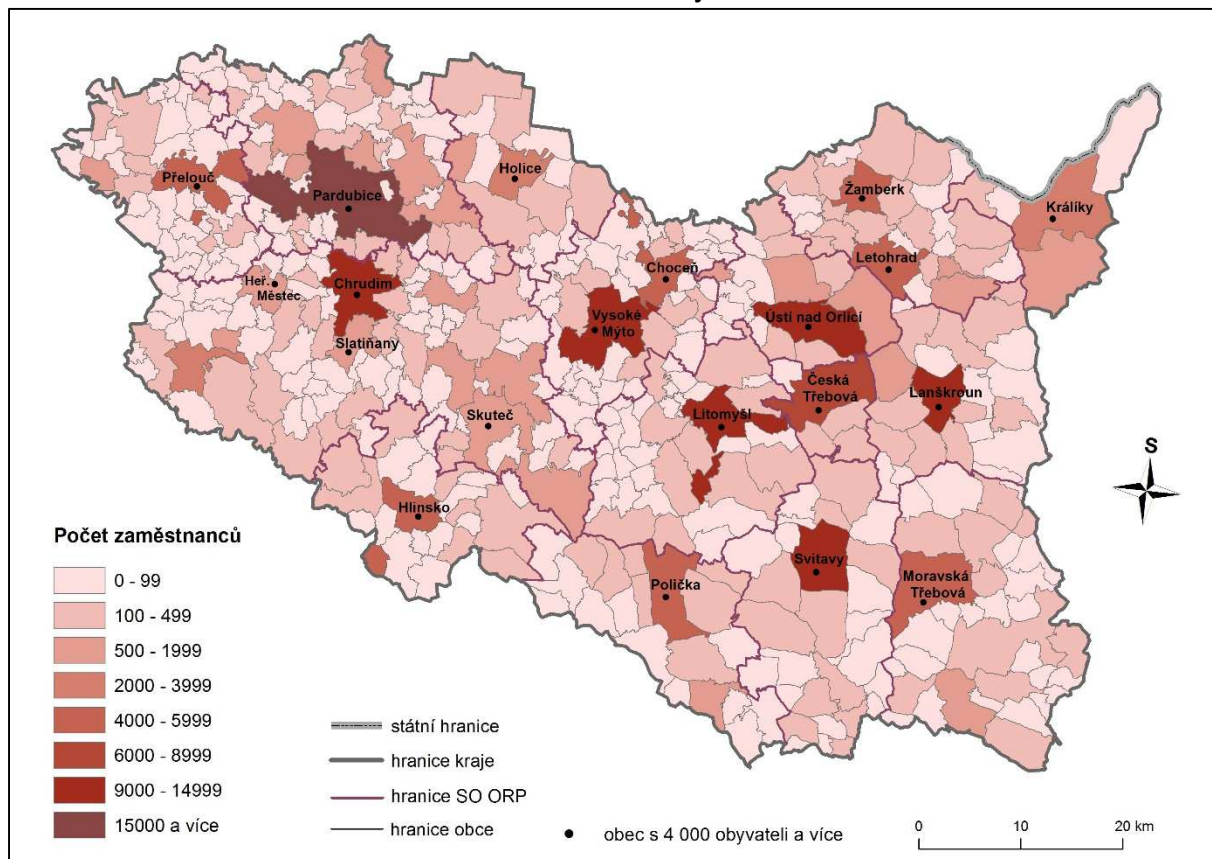 Holice
Přelouč
Pardubice
Žamberk
Králíky
Letohrad
Choceň
Heř.
Městec
Chrudim
Vysoké
Mýto
Ústí nad Orlicí
Slatiňany
Česká
Třebová
Lanškroun
Litomyšl
Skuteč
S
Hlinsko
Svitavy
Moravská
Třebová
Polička
Počet zaměstnanců
0 - 99
100 - 499
500 - 1999
2000 - 3999
4000 - 5999
6000 - 8999
9000 - 14999
15000 a více
státní hranice
hranice kraje
hranice SO ORP
hranice obce
obec s 4 000 obyvateli a více
0 10 20 km